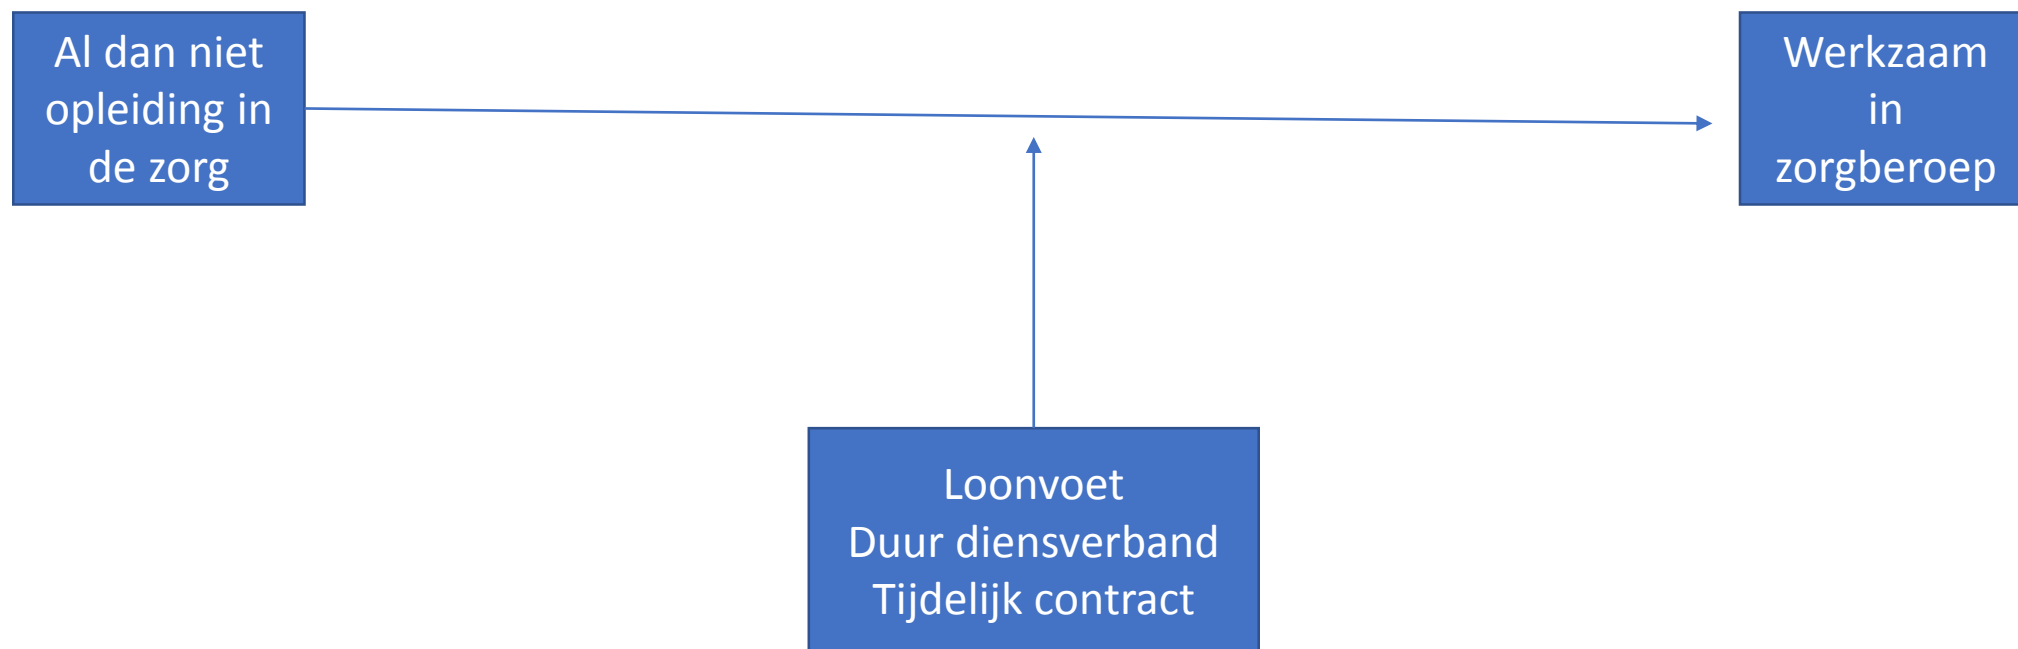 Al dan niet
opleiding in
de zorg
Werkzaam
in
zorgberoep
Loonvoet
Duur diensverband
Tijdelijk contract